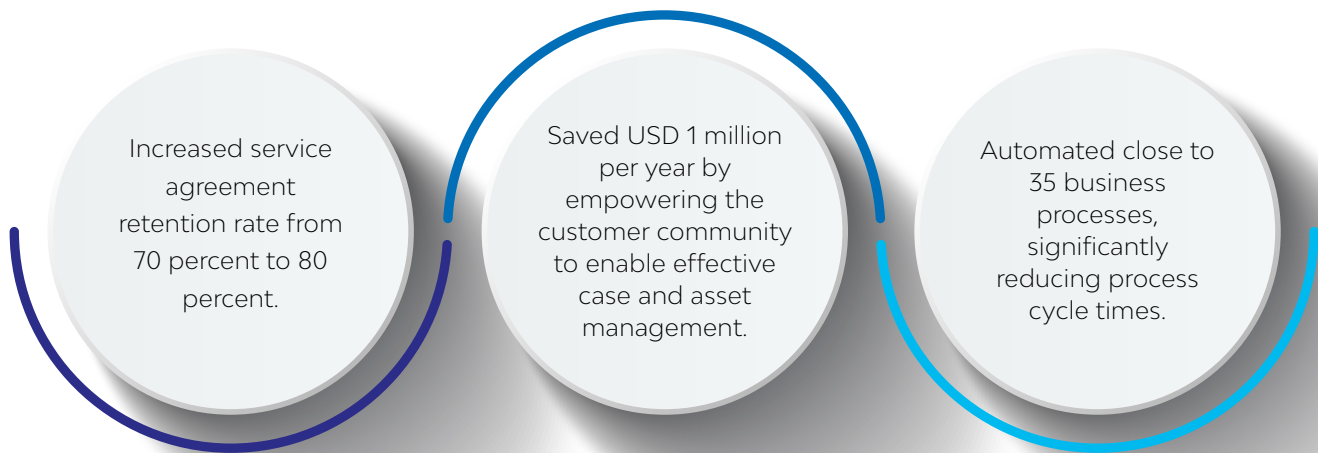 Increased service
agreement
retention rate from
70 percent to 80
percent.
Saved USD 1 million
per year by
empowering the
customer community
to enable effective
case and asset
management.
Automated close to
35 business
processes,
significantly
reducing process
cycle times.